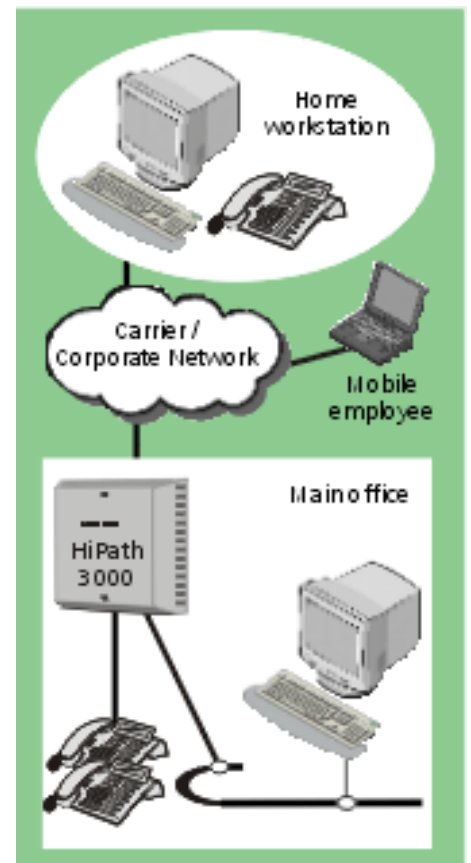 Home
workstation
Carrier /
Corporate Network
Mobile
employee
Main office
HiPath
3000